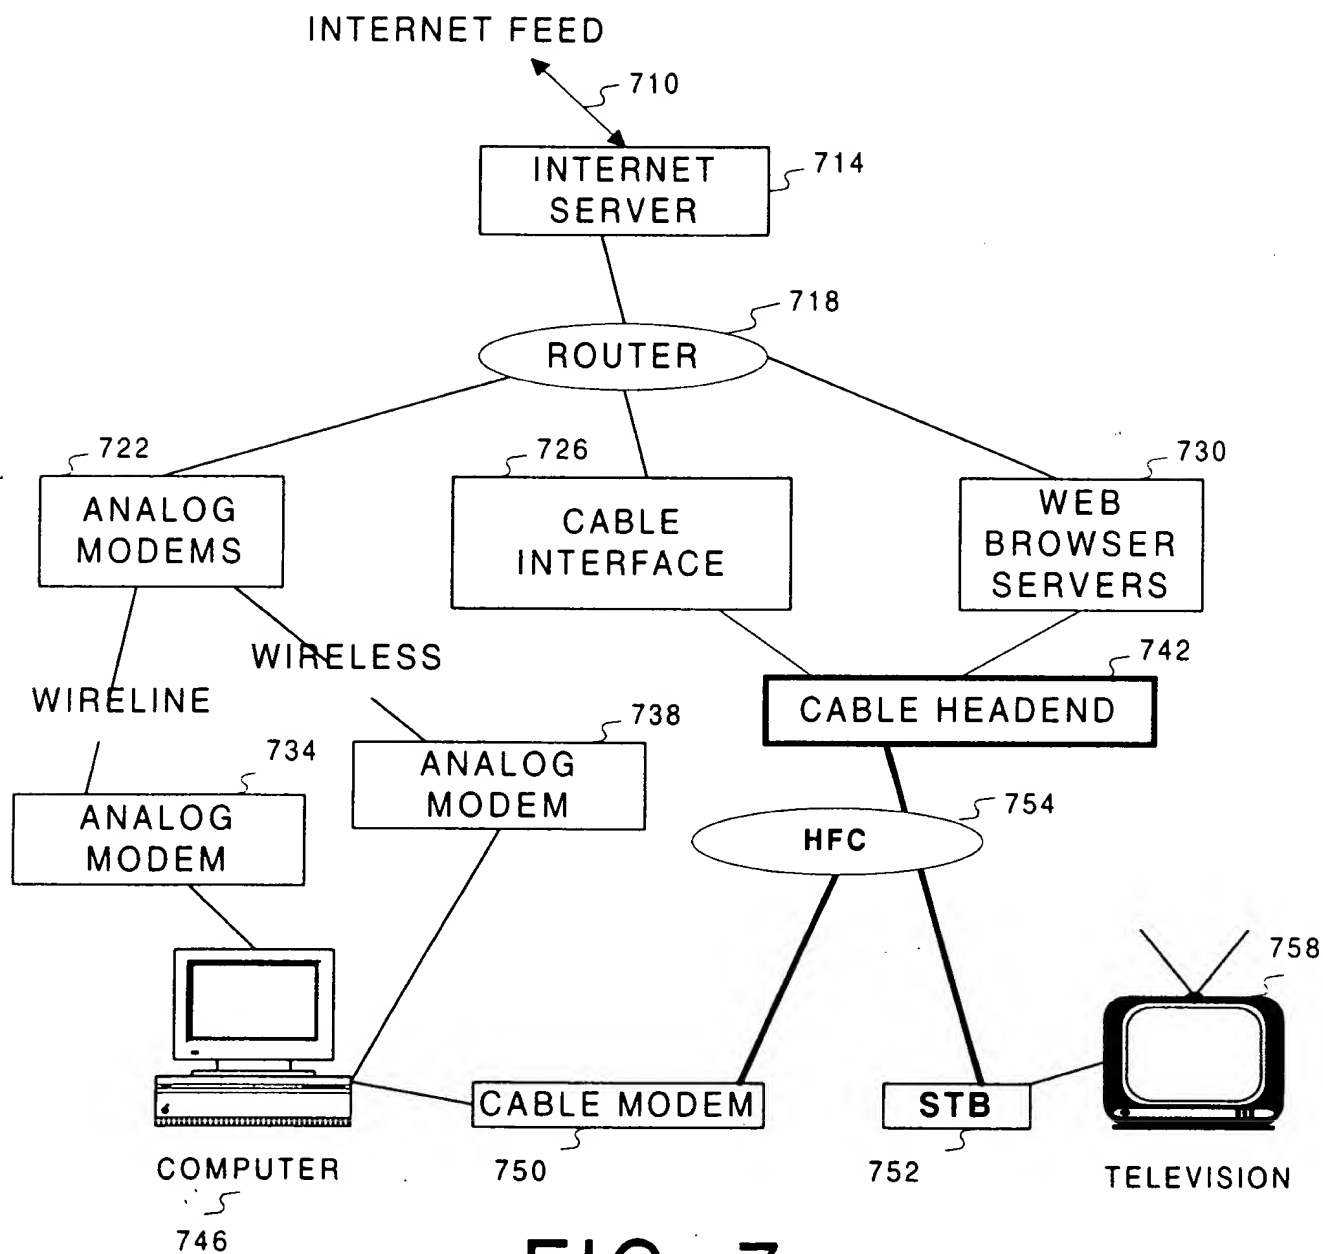 INTERNET FEED
710
INTERNET
SERVER
714
718
ROUTER
722
726
730
ANALOG
MODEMS
CABLE
INTERFACE
WEB
BROWSER
SERVERS
WIRELESS
742
WIRELINE
CABLE HEADEND
738
734
ANALOG
MODEM
ANALOG
MODEM
754
HFC
758
CABLE MODEM
STB
COMPUTER
750
752
TELEVISION
746
FIG. 7